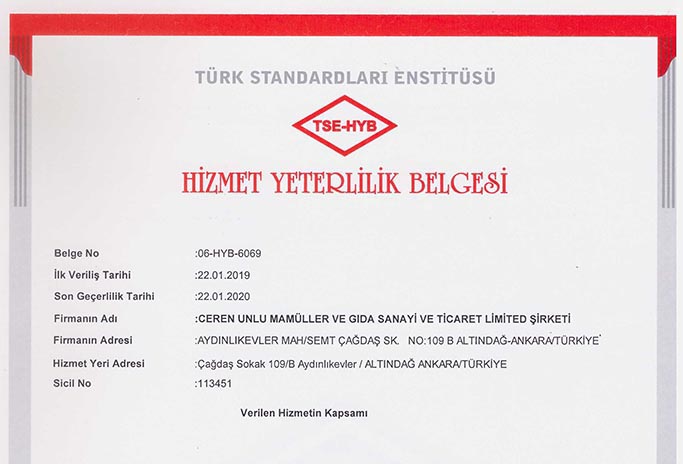 TÜRK STANDARDLARI ENSTİTÜSÜ
TSE-HYB
HİZMET YETERLİLİK BELGESİ
Belge No :06-HYB-6069
İlk Veriliş Tarihi :22.01.2019
Son Geçerlilik Tarihi :22.01.2020
Firmanın Adı :CEREN UNLU MAMÜLLER VE GIDA SANAYİ VE TİCARET LİMİTED ŞİRKETİ
Firmanın Adresi :AYDINLIKEVLER MAH/SEMT ÇAĞDAŞ SK. NO:109 B ALTINDAĞ-ANKARA/TÜRKİYE
Hizmet Yeri Adresi :Çağdaş Sokak 109/B Aydınlıkevler / ALTINDAĞ ANKARA/TÜRKİYE
Sicil No :113451
Verilen Hizmetin Kapsamı